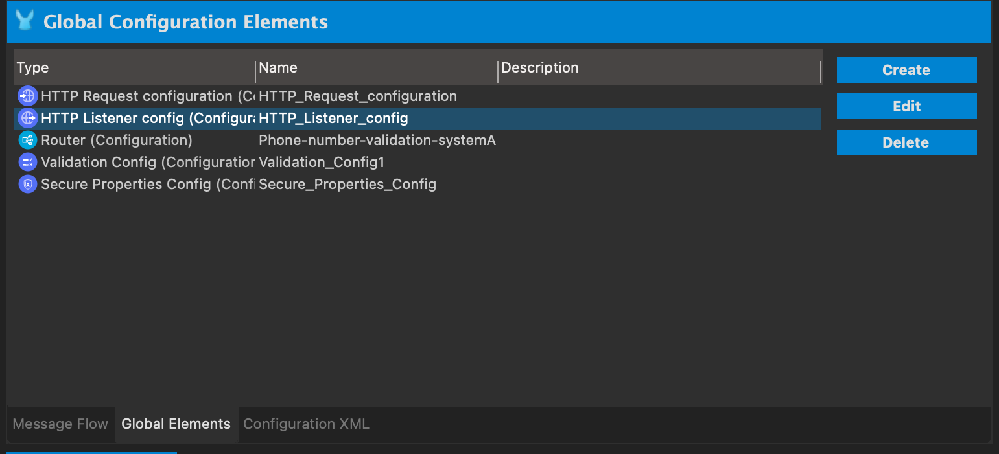 Global Configuration Elements
Type Name Description
Create
HTTP Request configuration (Co HTTP_Request_configuration
Edit
HTTP Listener config (Configura HTTP_Listener_config
Router (Configuration) Phone-number-validation-systemA
Delete
Validation Config (Configuration Validation_Config1
Secure Properties Config (Confi Secure_Properties_Config
Message Flow Global Elements Configuration XML